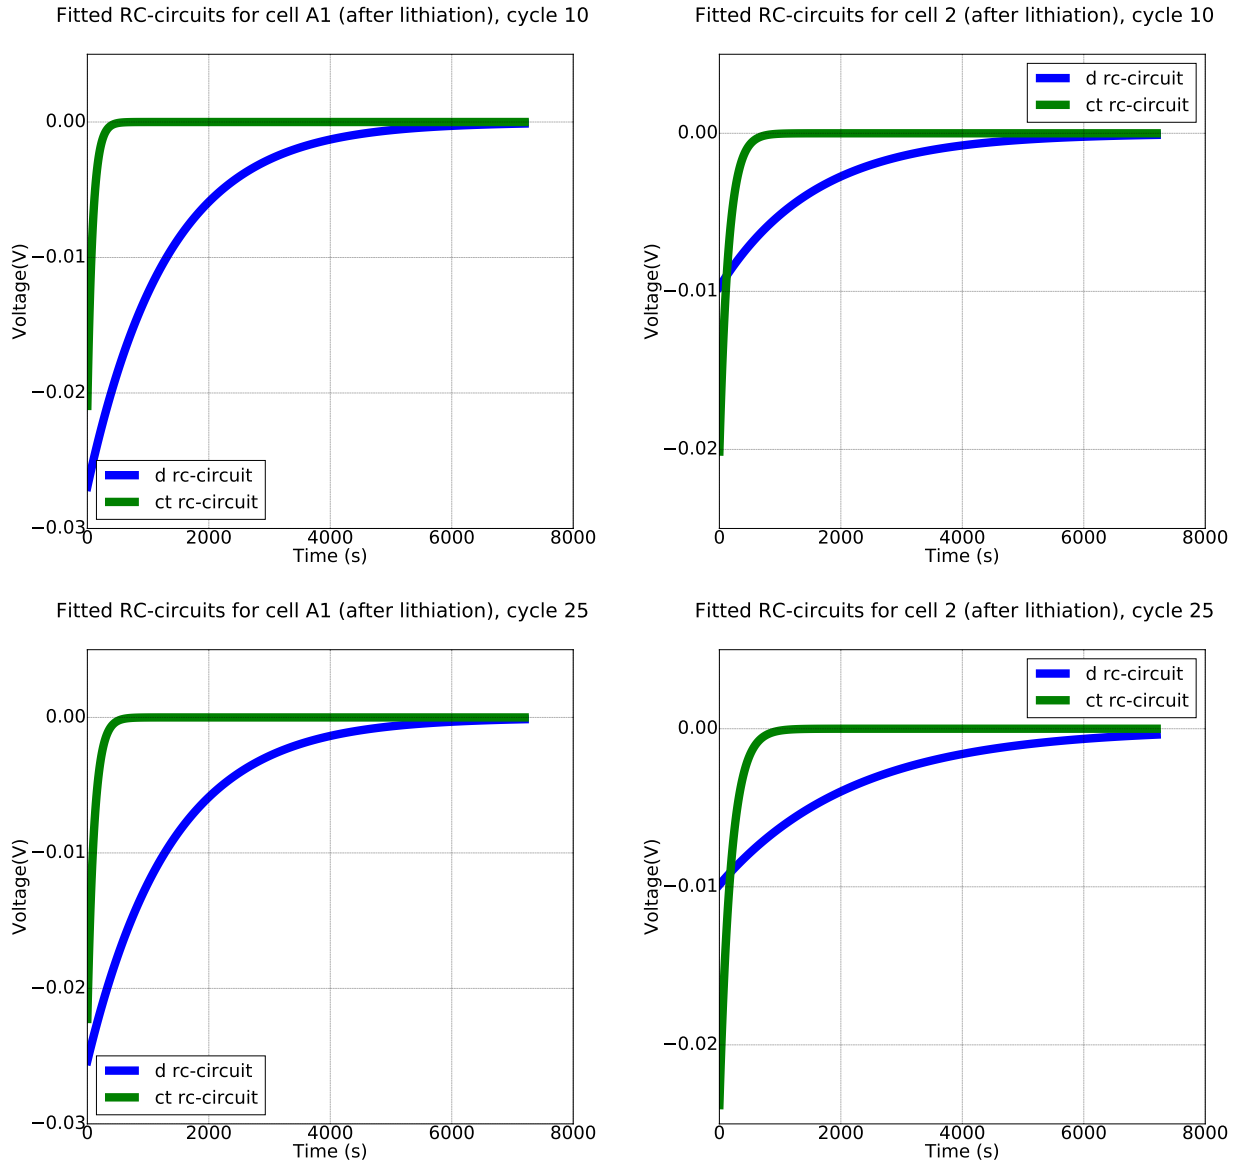 Fitted RC-circuits for cell A1 (after lithiation), cycle 10
0.00
−0.01
−0.02
−0.03
Voltage(V)
d rc-circuit
ct rc-circuit
0 2000 4000 6000 8000
Time (s)
Fitted RC-circuits for cell 2 (after lithiation), cycle 10
d rc-circuit
ct rc-circuit
0.00
−0.01
−0.02
Voltage(V)
0 2000 4000 6000 8000
Time (s)
Fitted RC-circuits for cell A1 (after lithiation), cycle 25
0.00
−0.01
−0.02
−0.03
Voltage(V)
d rc-circuit
ct rc-circuit
0 2000 4000 6000 8000
Time (s)
Fitted RC-circuits for cell 2 (after lithiation), cycle 25
d rc-circuit
ct rc-circuit
0.00
−0.01
−0.02
Voltage(V)
0 2000 4000 6000 8000
Time (s)